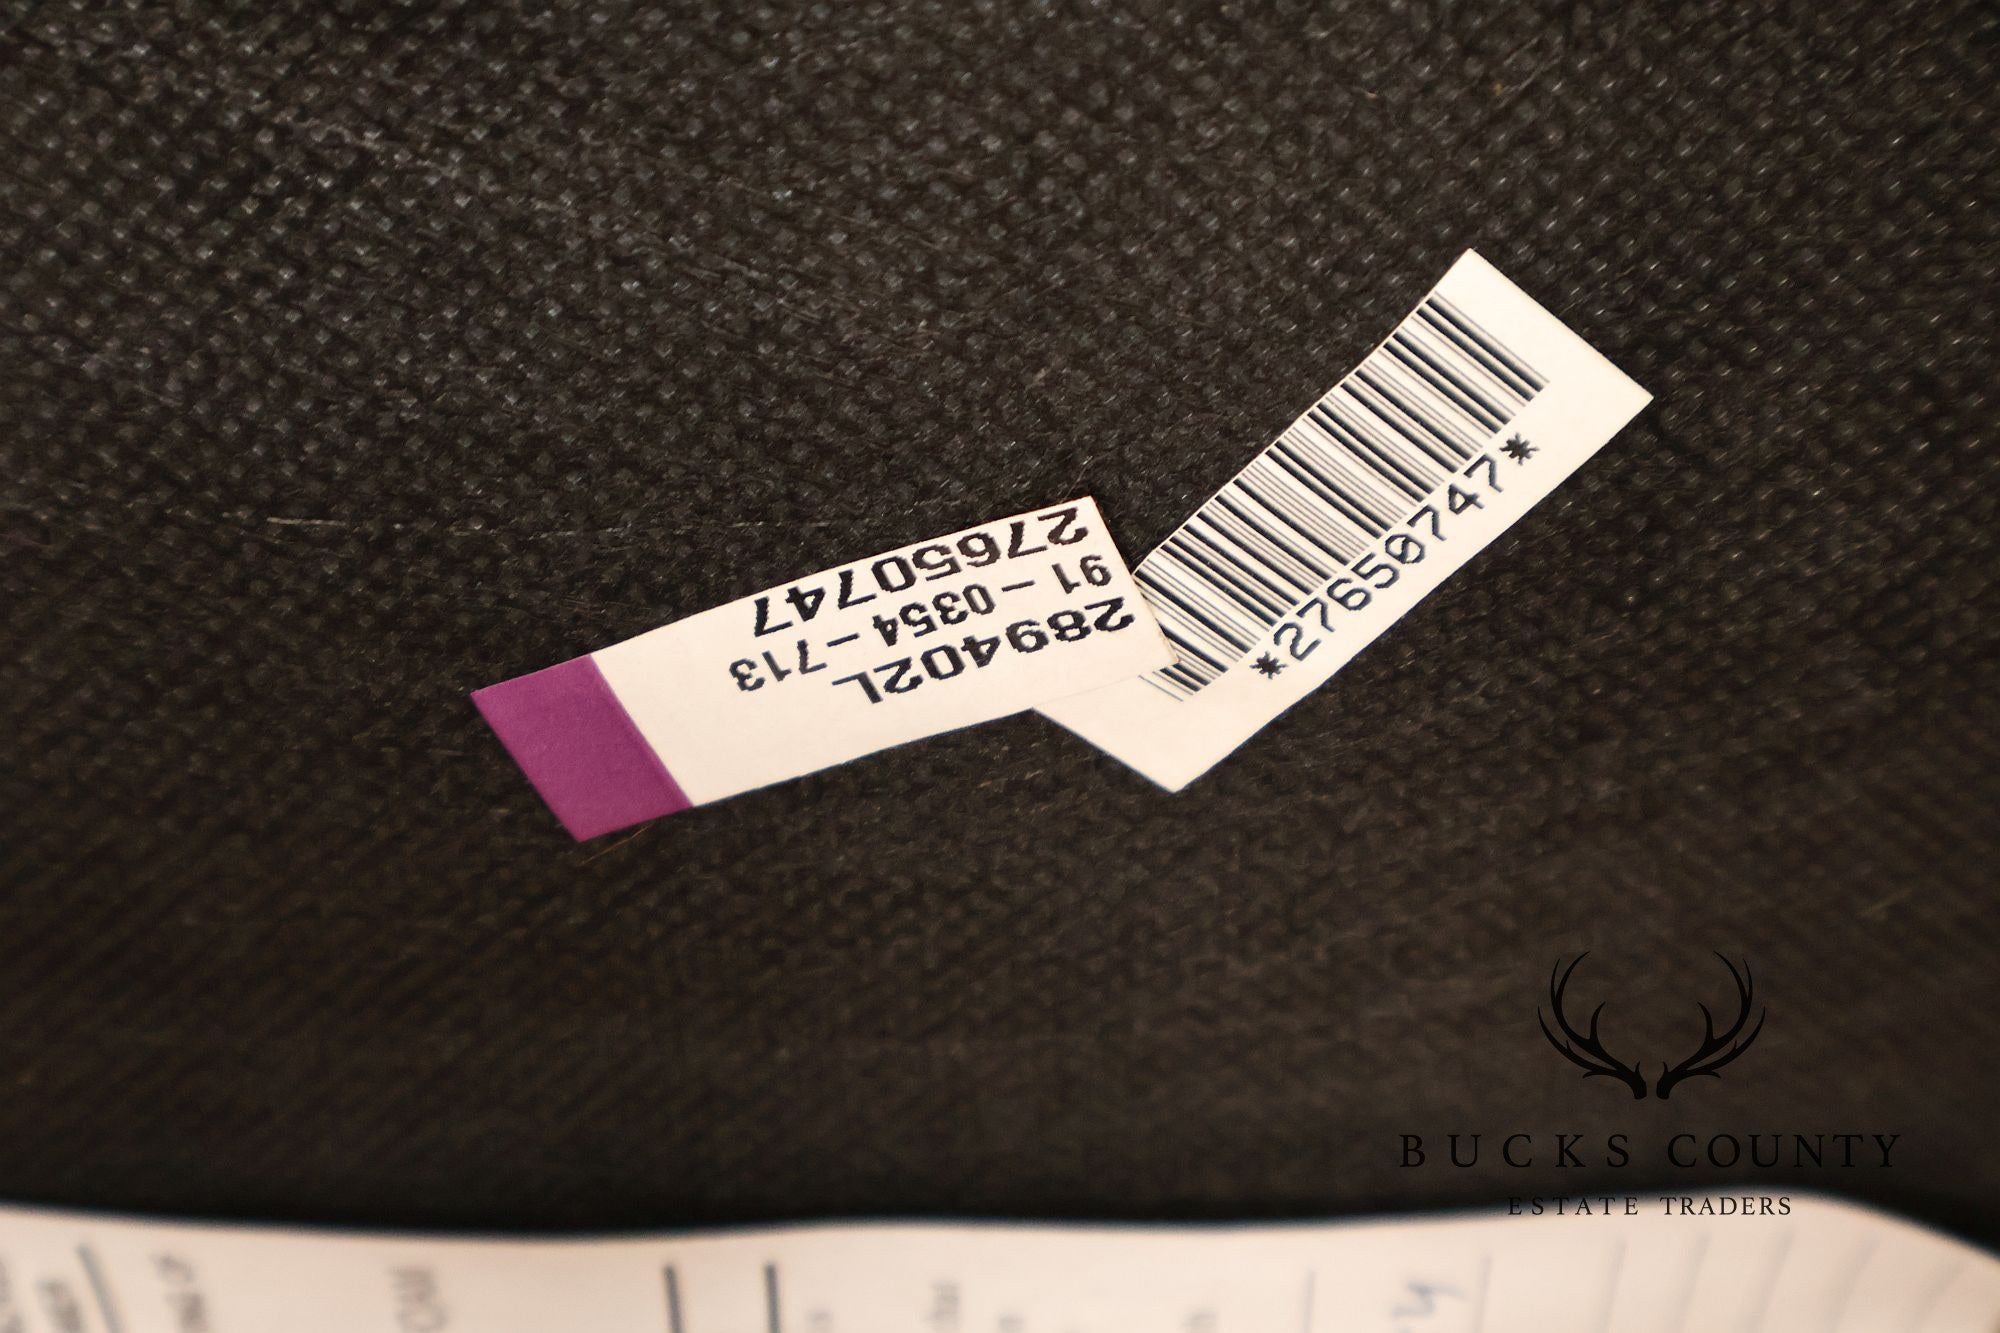 *27650747*
289402L
91-0354-713
27650747
BUCKS COUNTY
ESTATE TRADERS